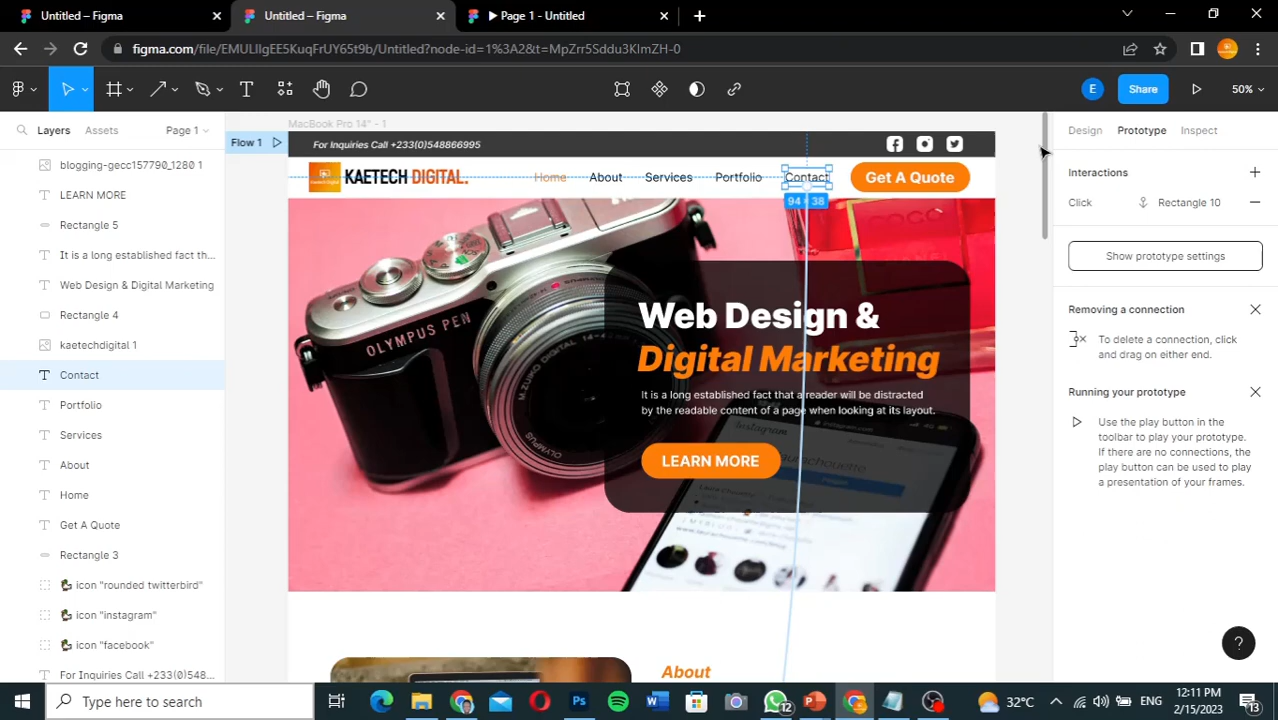 Untitled – Figma
Untitled – Figma
Page 1 - Untitled
figma.com/file/EMULIlgEE5KuqFrUY65t9b/Untitled?node-id=1%3A2&t=MpZrr5Sddu3KlmZH-0
E
Share
50%
Layers
Assets
Page 1
Design
Prototype
Inspect
blogging-gecc157790_1280 1
LEARN MORE
Rectangle 5
It is a long established fact th...
Web Design & Digital Marketing
Rectangle 4
kaetechdigital 1
Contact
Portfolio
Services
About
Home
Get A Quote
Rectangle 3
icon "rounded twitterbird"
icon "instagram"
icon "facebook"
For Inquiries Call +233(0)548866...
MacBook Pro 14" - 1
Flow 1
For Inquiries Call +233(0)548866995
KAETECH DIGITAL.
Home
About
Services
Portfolio
Contact
Get A Quote
94 × 38
OLYMPUS PEN
Web Design &
Digital Marketing
It is a long established fact that a reader will be distracted
by the readable content of a page when looking at its layout.
LEARN MORE
Instagram
About
Interactions
Click
Rectangle 10
Show prototype settings
Removing a connection
To delete a connection, click
and drag on either end.
Running your prototype
Use the play button in the
toolbar to play your prototype.
If there are no connections, the
play button can be used to play
a presentation of your frames.
?
Type here to search
12
32°C
ENG
12:11 PM
2/15/2023
13